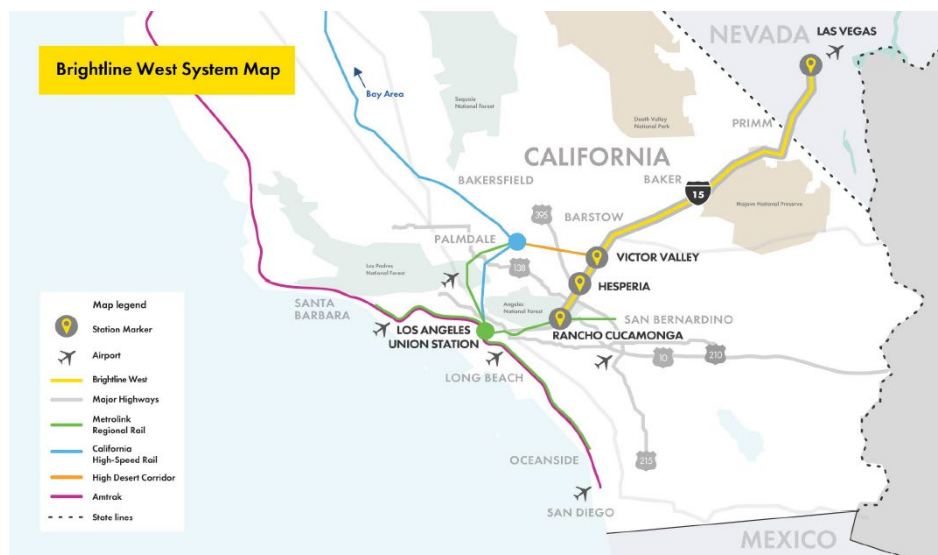 Brightline West System Map
Bay Area
Sequoia
National Forest
Death Valley
National Park
NEVADA
LAS VEGAS
PRIMM
CALIFORNIA
BAKERSFIELD
BAKER
15
395
BARSTOW
Mojave National Preserve
PALMDALE
138
VICTOR VALLEY
Los Padres
National Forest
HESPERIA
Angeles
National Forest
SANTA
BARBARA
LOS ANGELES
UNION STATION
SAN BERNARDINO
RANCHO CUCAMONGA
10
210
LONG BEACH
OCEANSIDE
215
SAN DIEGO
MEXICO
Map legend
Station Marker
Airport
Brightline West
Major Highways
Metrolink
Regional Rail
California
High-Speed Rail
High Desert Corridor
Amtrak
State lines